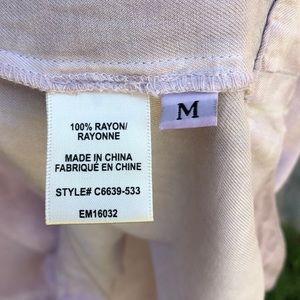 100% RAYON/
RAYONNE
MADE IN CHINA
FABRIQUÉ EN CHINE
STYLE# C6639-533
EM16032
M